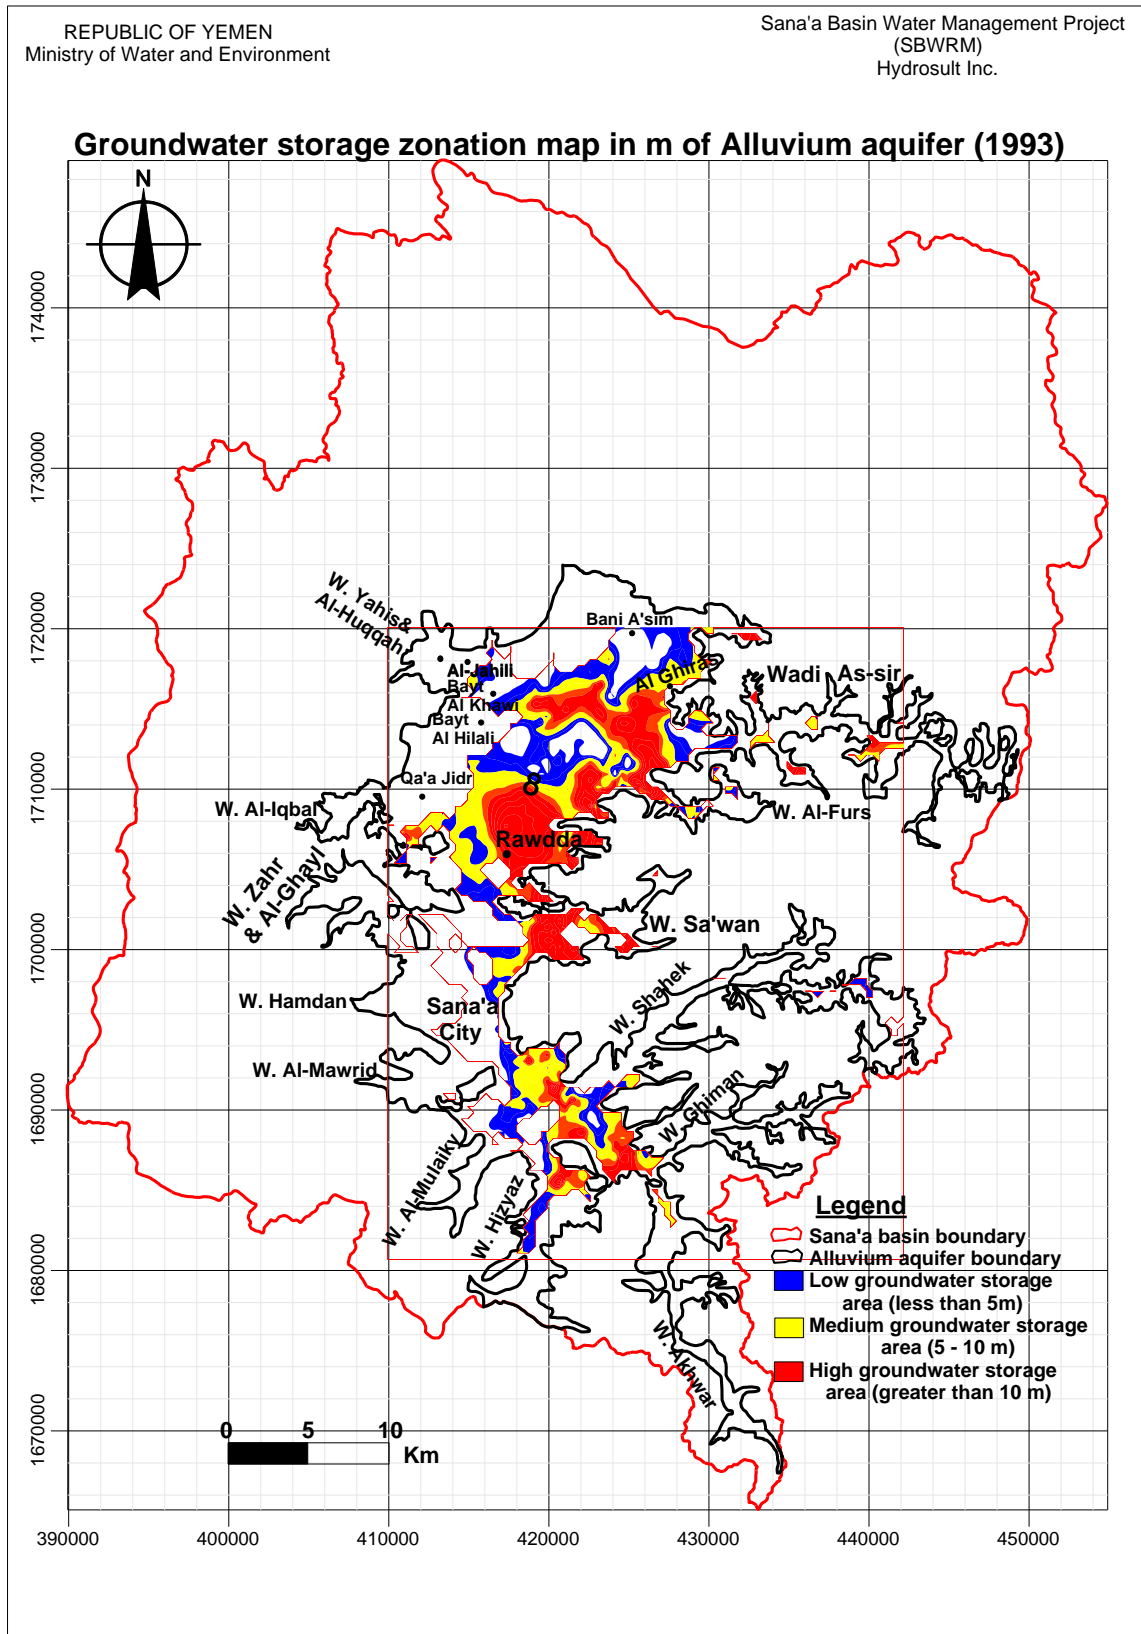 REPUBLIC OF YEMEN
Ministry of Water and Environment
Sana'a Basin Water Management Project
(SBWRM)
Hydrosult Inc.
Groundwater storage zonation map in m of Alluvium aquifer (1993)
N
1740000
1730000
1720000
1710000
1700000
1690000
1680000
1670000
W. Yahis&
Al-Huqqah
Bani A'sim
Al-Jahili
Bayt
Al Khawi
Bayt
Al Hilali
Al Ghiras
Wadi As-sir
Qa'a Jidr
W. Al-Iqbal
W. Al-Furs
Rawdda
W. Zahr
& Al-Ghayl
W. Sa'wan
W. Hamdan
Sana'a
City
W. Shahek
W. Al-Mawrid
W. Ghiman
W. Al-Mulaiky
W. Hizyaz
W. Akhwar
Legend
Sana'a basin boundary
Alluvium aquifer boundary
Low groundwater storage
area (less than 5m)
Medium groundwater storage
area (5 - 10 m)
High groundwater storage
area (greater than 10 m)
0 5 10
Km
390000 400000 410000 420000 430000 440000 450000